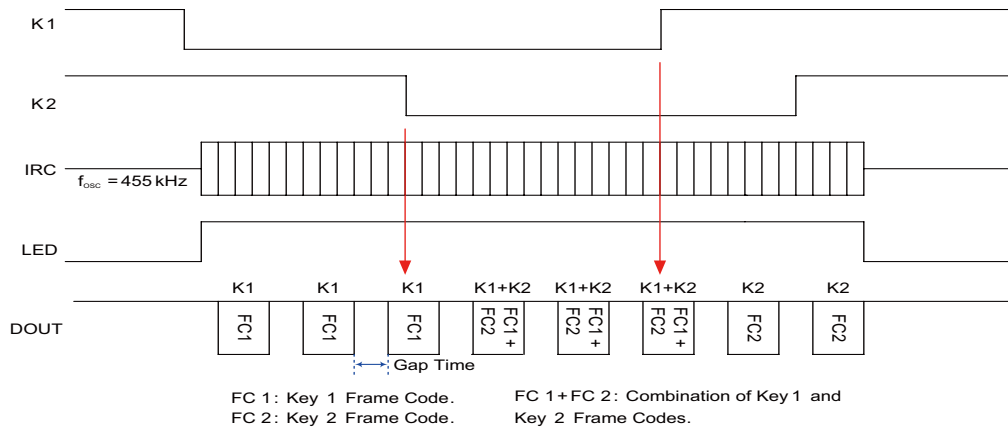 K1
K2
IRC
fosc = 455 kHz
LED
K1 K1 K1 K1+K2 K1+K2 K1+K2 K2 K2
DOUT
FC1 FC1 FC1 FC1 + FC2 FC1 + FC2 FC1 + FC2 FC2 FC2
Gap Time
FC 1: Key 1 Frame Code.
FC 2: Key 2 Frame Code.
FC 1+FC 2: Combination of Key 1 and
Key 2 Frame Codes.